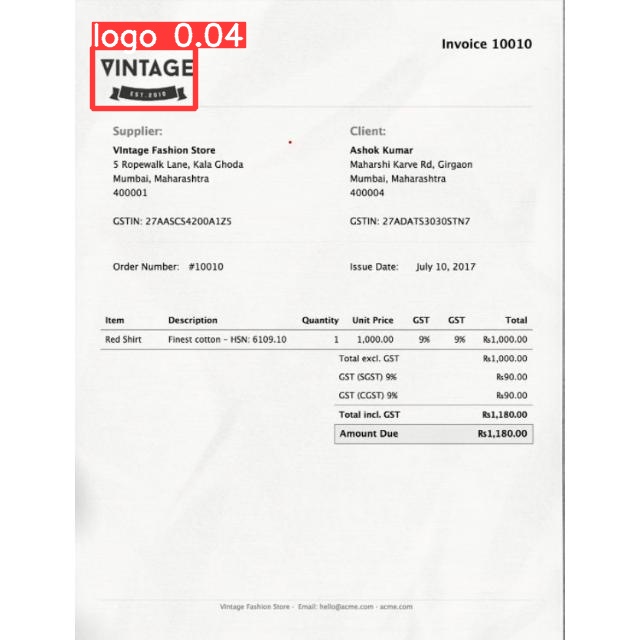 logo 0.04
Invoice 10010
VINTAGE
EST.2010
Supplier:
Client:
VIntage Fashion Store
Ashok Kumar
5 Ropewalk Lane, Kala Ghoda
Maharshi Karve Rd, Girgaon
Mumbai, Maharashtra
Mumbai, Maharashtra
400001
400004
GSTIN: 27AASCS4200A1Z5
GSTIN: 27ADATS3030STN7
Order Number: #10010
Issue Date: July 10, 2017
Item Description Quantity Unit Price GST GST Total
Red Shirt Finest cotton - HSN: 6109.10 1 1,000.00 9% 9% ₨1,000.00
Total excl. GST ₨1,000.00
GST (SGST) 9% ₨90.00
GST (CGST) 9% ₨90.00
Total incl. GST ₨1,180.00
Amount Due ₨1,180.00
VIntage Fashion Store - Email: hello@acme.com - acme.com